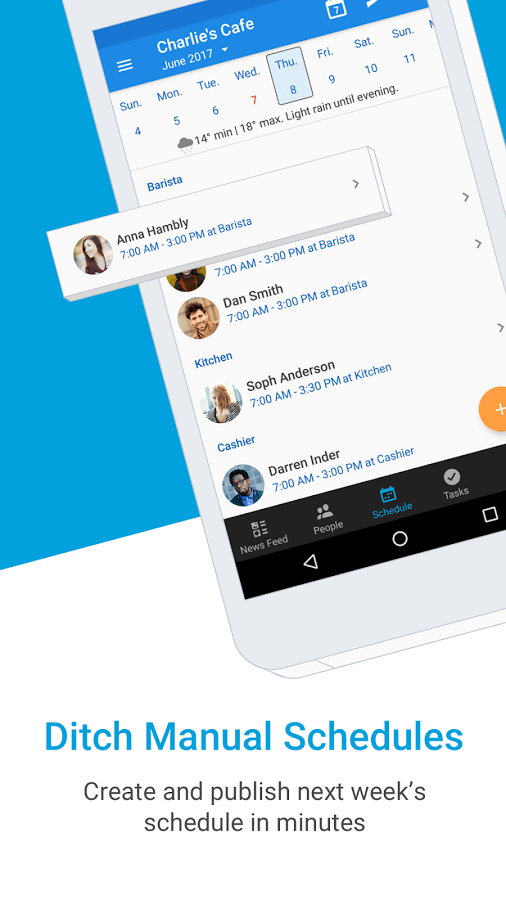 Charlie's Cafe
June 2017
7
Sun. Mon. Tue. Wed. Thu. Fri. Sat. Sun.
4 5 6 7 8 9 10 11
14° min | 18° max. Light rain until evening.
Barista
Anna Hambly
7:00 AM - 3:00 PM at Barista
7:00 AM - 3:00 PM at Barista
Dan Smith
7:00 AM - 3:00 PM at Barista
Kitchen
Soph Anderson
7:00 AM - 3:30 PM at Kitchen
Cashier
Darren Inder
7:00 AM - 3:00 PM at Cashier
News Feed People Schedule Tasks
Ditch Manual Schedules
Create and publish next week’s
schedule in minutes